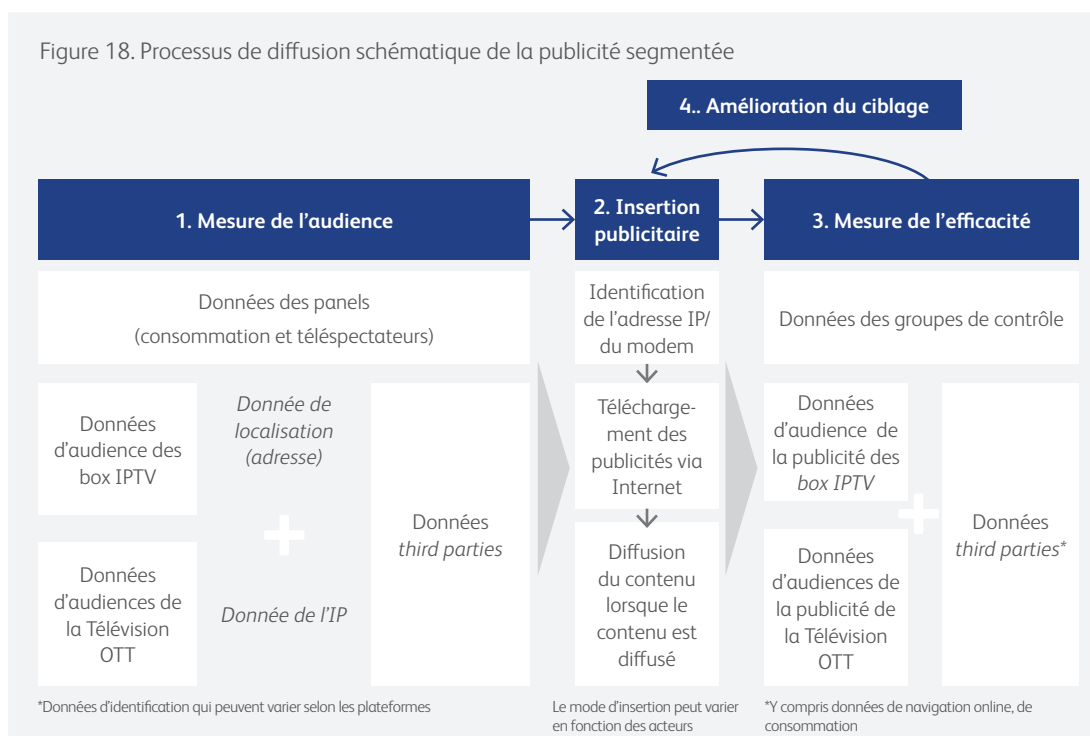 Figure 18. Processus de diffusion schématique de la publicité segmentée
4.. Amélioration du ciblage
1. Mesure de l'audience
2. Insertion
publicitaire
3. Mesure de l'efficacité
Données des panels
(consommation et téléspectateurs)
Données
d'audience des
box IPTV
Donnée de
localisation
(adresse)
Données
d'audiences de
la Télévision
OTT
Donnée de l'IP
Données
third parties
Identification
de l'adresse IP/
du modem
Télécharge-
ment des
publicités via
Internet
Diffusion
du contenu
lorsque le
contenu est
diffusé
Données des groupes de contrôle
Données
d'audience de
la publicité des
box IPTV
Données
d'audiences de
la publicité de
la Télévision
OTT
Données
third parties*
*Données d'identification qui peuvent varier selon les plateformes
Le mode d'insertion peut varier
en fonction des acteurs
*Y compris données de navigation online, de
consommation